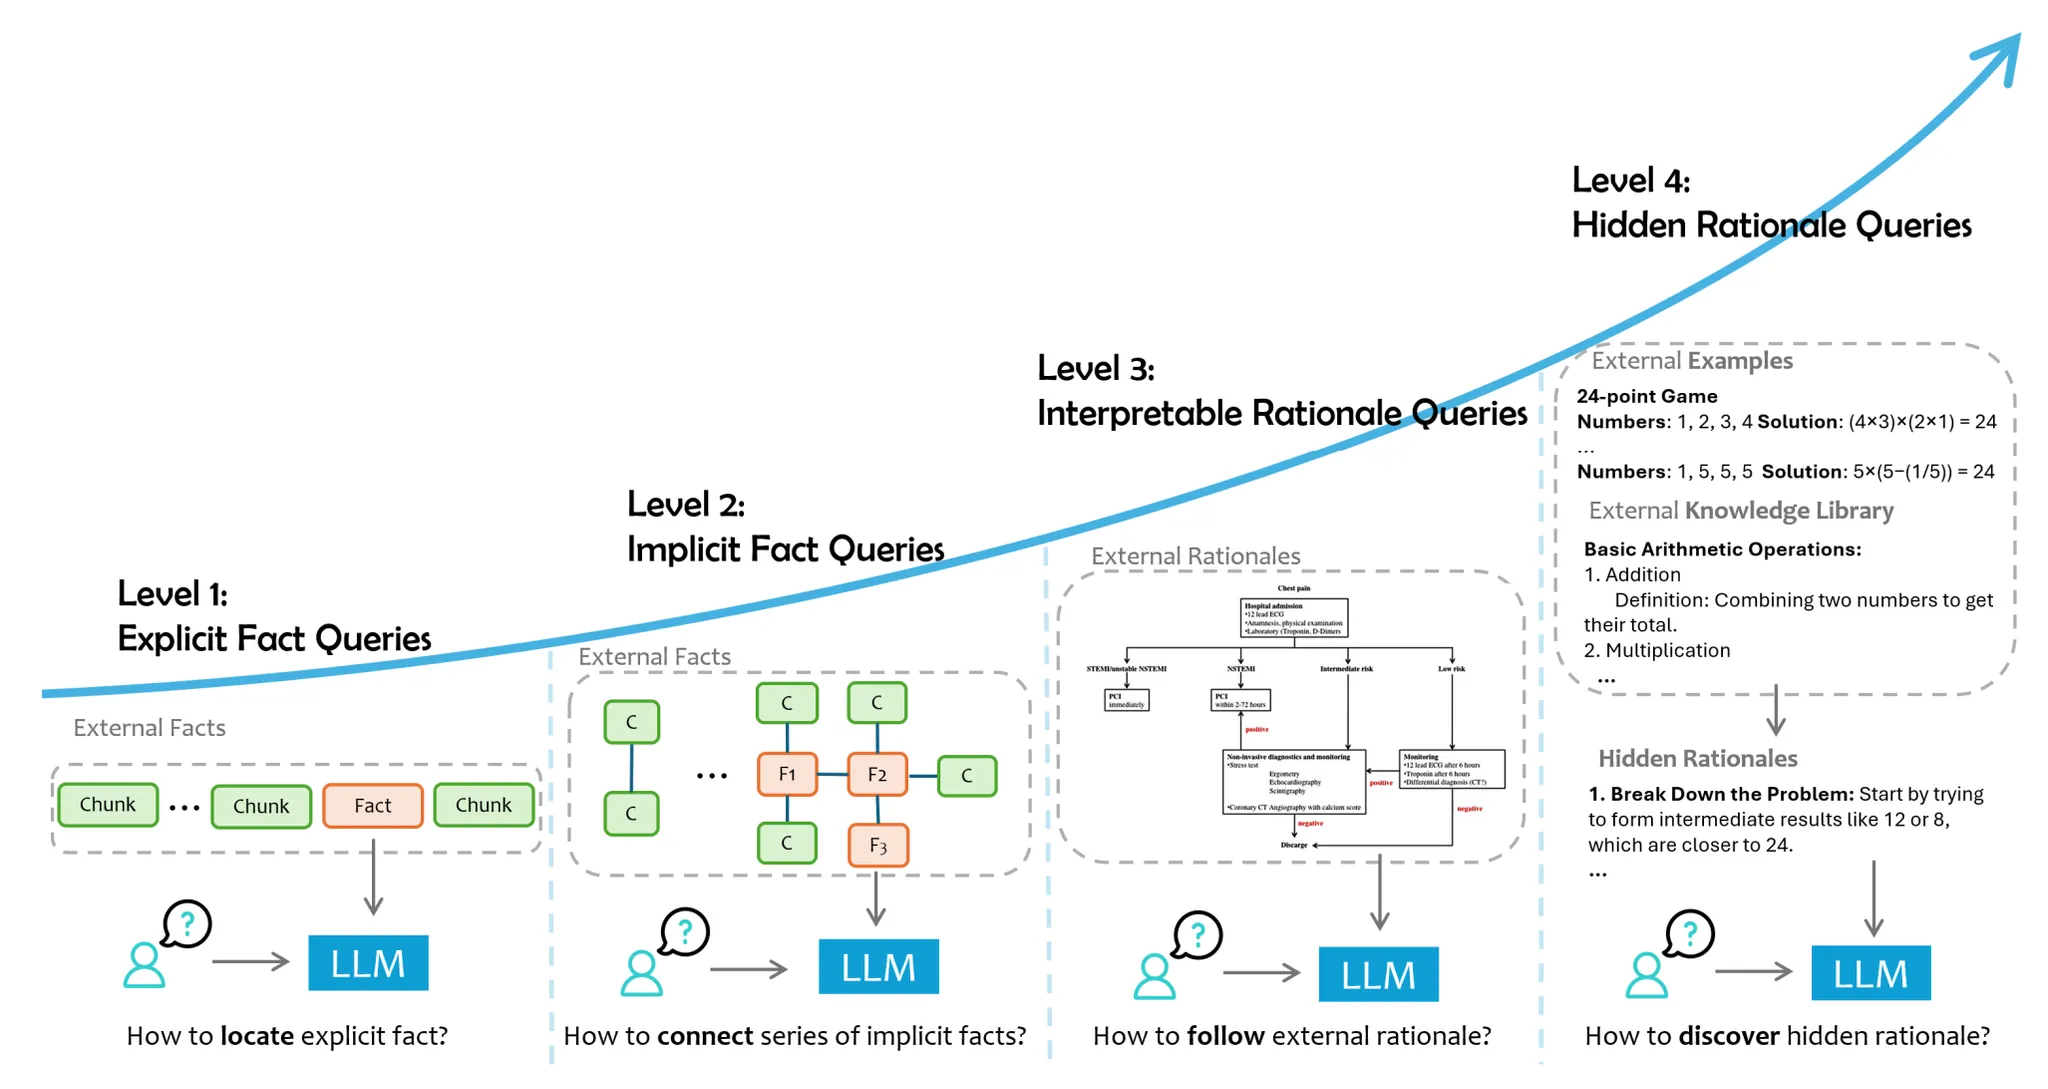 Level 1:
Explicit Fact Queries
External Facts
Chunk
...
Chunk
Fact
Chunk
?
LLM
How to locate explicit fact?
Level 2:
Implicit Fact Queries
External Facts
C
C
...
C
C
F1
F2
C
C
F3
?
LLM
How to connect series of implicit facts?
Level 3:
Interpretable Rationale Queries
External Rationales
Chest pain
Hospital admission
•12 lead ECG
•Anamnesis, physical examination
•Laboratory (Troponin, D-Dimers
STEMI/unstable NSTEMI
NSTEMI
Intermediate risk
Low risk
PCI
immediately
PCI
within 2-72 hours
positive
Non-invasive diagnostics and monitoring
•Stress test
Ergometry
Echocardiography
Scintigraphy
•Coronary CT Angiography with calcium score
positive
Monitoring
•12 lead ECG after 6 hours
•Troponin after 6 hours
•Differential diagnosis (CT?)
negative
negative
Discarge
?
LLM
How to follow external rationale?
Level 4:
Hidden Rationale Queries
External Examples
24-point Game
Numbers: 1, 2, 3, 4 Solution: (4×3)×(2×1) = 24
...
Numbers: 1, 5, 5, 5 Solution: 5×(5−(1/5)) = 24
External Knowledge Library
Basic Arithmetic Operations:
1. Addition
Definition: Combining two numbers to get
their total.
2. Multiplication
...
Hidden Rationales
1. Break Down the Problem: Start by trying
to form intermediate results like 12 or 8,
which are closer to 24.
...
?
LLM
How to discover hidden rationale?